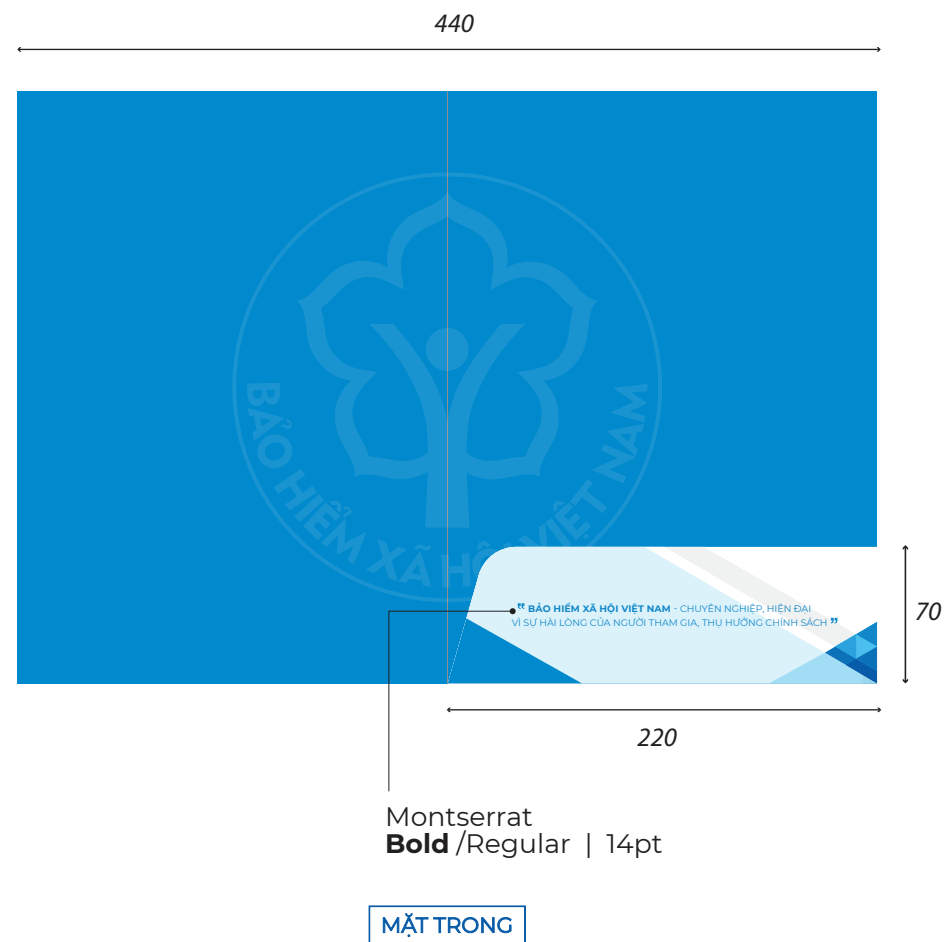 440
BẢO HIỂM XÃ HỘI VIỆT NAM
❝ BẢO HIỂM XÃ HỘI VIỆT NAM - CHUYÊN NGHIỆP, HIỆN ĐẠI
VÌ SỰ HÀI LÒNG CỦA NGƯỜI THAM GIA, THỤ HƯỞNG CHÍNH SÁCH ❞
70
220
Montserrat
Bold /Regular | 14pt
MẶT TRONG